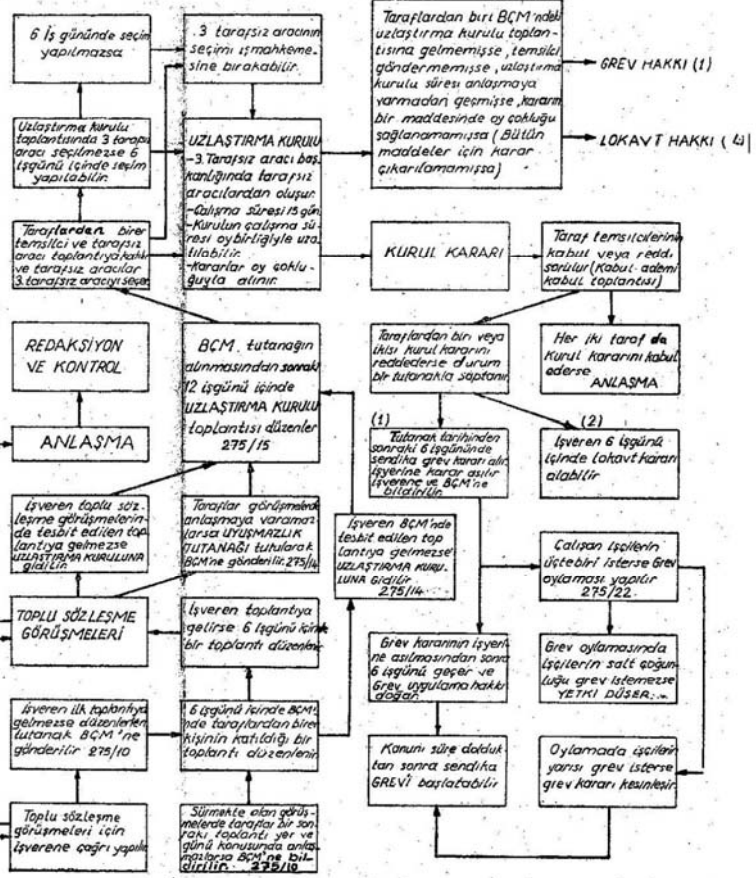 6 İş gününde seçim
yapılmazsa
3 tarafsız aracının
seçimi işmahkeme-
sine bırakabilir.
Taraflardan biri BÇM'ndeki
uzlaştırma kurulu toplan-
tısına gelmemişse, temsilci
göndermemişse, uzlaştırma
kurulu süresi anlaşmaya
varmadan geçmişse, kararın
bir maddesinde oy çokluğu
sağlanamamışsa (Bütün
maddeler için karar
çıkarılamamışsa)
GREV HAKKI (1)
LOKAVT HAKKI (4)
Uzlaştırma kurulu
toplantısında 3 tarafsız
aracı seçilmezse 6
işgünü içinde seçim
yapılabilir.
UZLAŞTIRMA KURULU
-3. Tarafsız aracı baş
kanlığında tarafsız
aracılardan oluşur.
-Çalışma süresi 15 gün.
-Kurulun çalışma sü
resi oybirliğiyle uza
tılabilir.
-Kararlar oy çoklu-
ğuyla alınır.
Taraflardan birer
temsilci ve tarafsız
aracı toplantıya katılır
ve tarafsız aracılar
3. tarafsız aracıyı seçer
KURUL KARARI
Taraf temsilcilerinin
kabul veya reddi
sorulur (Kabul-ademi
kabul toplantısı)
REDAKSİYON
VE KONTROL
BÇM. tutanağın
alınmasından sonraki
12 işgünü içinde
UZLAŞTIRMA KURULU
toplantısı düzenler
275/15
Taraflardan biri veya
ikisi kurul kararını
reddederse durum
bir tutanakla saptanır.
Her iki taraf da
kurul kararını kabul
ederse
ANLAŞMA
ANLAŞMA
(1)
Tutanak tarihinden
sonraki 6 işgününde
sendika grev kararı alır.
işyerine karar asılır
işverene ve BÇM'ne
bildirilir.
(2)
İşveren 6 işgünü
içinde lokavt kararı
alabilir
İşveren toplu söz-
leşme görüşmelerin-
de tesbit edilen top
lantıya gelmezse
UZLAŞTIRMA KURULUNA
gidilir.
Taraflar görüşmelerde
anlaşmaya varamaz
larsa UYUŞMAZLIK
TUTANAĞI tutularak
BÇM'ne gönderilir. 275/14
İşveren BÇM'nde
tesbit edilen top
lantıya gelmezse
UZLAŞTIRMA KURU-
LUNA Gidilir
275/14
Çalışan işçilerin
üçtebiri isterse Grev
oylaması yapılır
275/22
TOPLU SÖZLEŞME
GÖRÜŞMELERİ
İşveren toplantıya
gelirse 6 işgünü içinde
bir toplantı düzenlenir
Grev kararının işyeri
ne asılmasından sonra
6 işgünü geçer ve
Grev uygulama hakkı
doğar.
Grev oylamasında
işçilerin salt çoğun-
luğu grev istemezse
YETKİ DÜŞER.
İşveren ilk toplantıya
gelmezse düzenlenen
tutanak BÇM'ne
gönderilir 275/10
6 işgünü içinde BÇM'
nde taraflardan birer
kişinin katıldığı bir
toplantı düzenlenir
Kanuni süre dolduk
tan sonra sendika
GREVİ başlatabilir
Oylamada işçilerin
yarısı grev isterse
grev kararı kesinleşir.
Toplu sözleşme
görüşmeleri için
işverene çağrı yapılır
Sürmekte olan görüş-
melerde taraflar bir son
raki toplantı yer ve
günü konusunda anlaş
mazlarsa BÇM'ne bil-
dirilir. 275/10